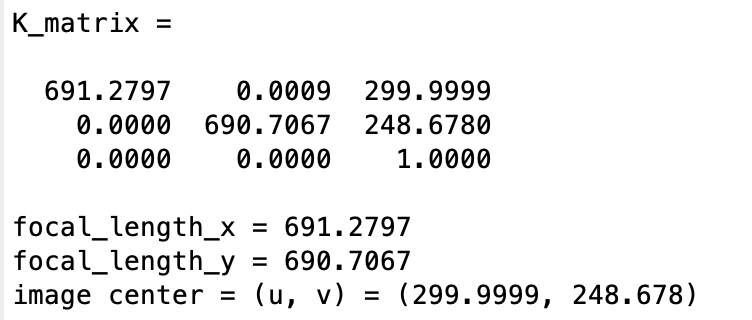 K_matrix =
691.2797 0.0009 299.9999
0.0000 690.7067 248.6780
0.0000 0.0000 1.0000
focal_length_x = 691.2797
focal_length_y = 690.7067
image center = (u, v) = (299.9999, 248.678)